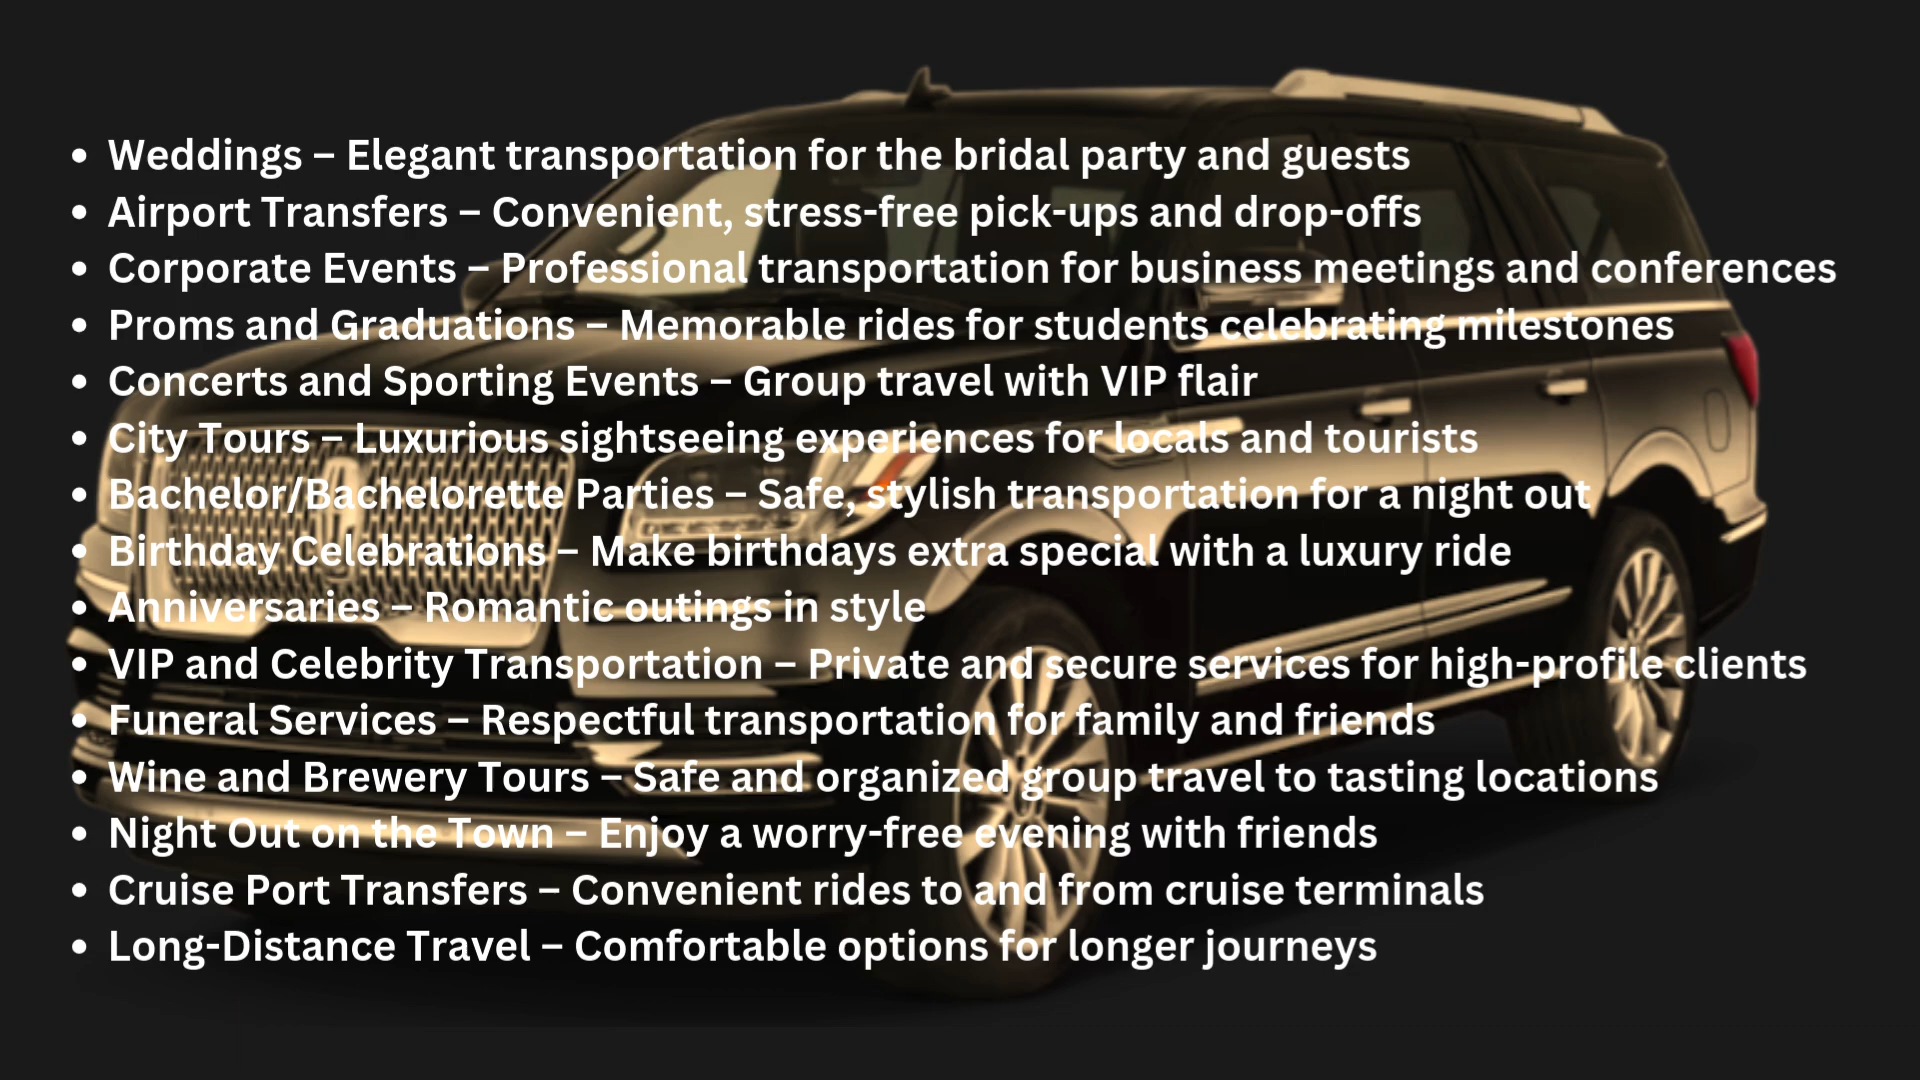 • Weddings – Elegant transportation for the bridal party and guests
• Airport Transfers – Convenient, stress-free pick-ups and drop-offs
• Corporate Events – Professional transportation for business meetings and conferences
• Proms and Graduations – Memorable rides for students celebrating milestones
• Concerts and Sporting Events – Group travel with VIP flair
• City Tours – Luxurious sightseeing experiences for locals and tourists
• Bachelor/Bachelorette Parties – Safe, stylish transportation for a night out
• Birthday Celebrations – Make birthdays extra special with a luxury ride
• Anniversaries – Romantic outings in style
• VIP and Celebrity Transportation – Private and secure services for high-profile clients
• Funeral Services – Respectful transportation for family and friends
• Wine and Brewery Tours – Safe and organized group travel to tasting locations
• Night Out on the Town – Enjoy a worry-free evening with friends
• Cruise Port Transfers – Convenient rides to and from cruise terminals
• Long-Distance Travel – Comfortable options for longer journeys